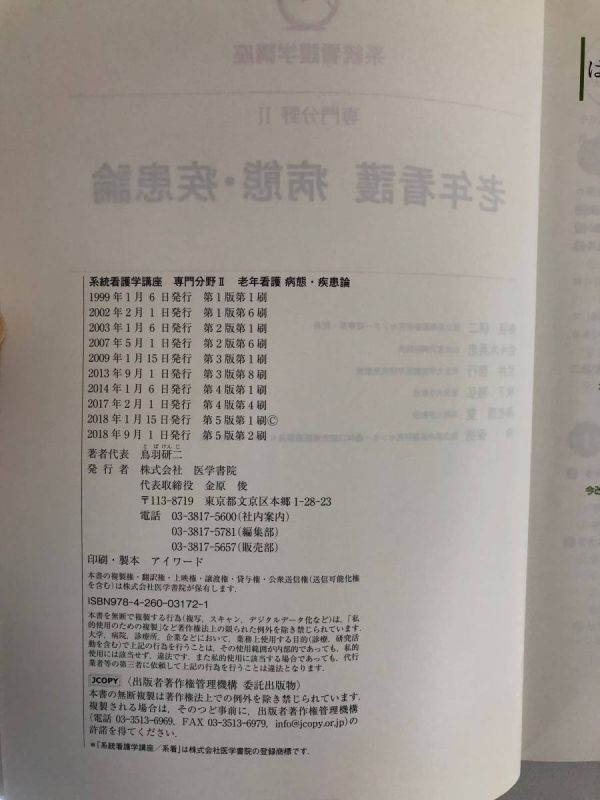 系統看護学講座　専門分野Ⅱ　老年看護 病態・疾患論
1999年1月 6 日発行　第1版第1刷
2002年2月 1 日発行　第1版第6刷
2003年1月 6 日発行　第2版第1刷
2007年5月 1 日発行　第2版第6刷
2009年1月15日発行　第3版第1刷
2013年9月 1 日発行　第3版第8刷
2014年1月 6 日発行　第4版第1刷
2017年2月 1 日発行　第4版第4刷
2018年1月15日発行　第5版第1刷Ⓒ
2018年9月 1 日発行　第5版第2刷
著者代表　鳥羽研二
発 行 者　株式会社　医学書院
代表取締役　金原　俊
〒113-8719　東京都文京区本郷1-28-23
電話　03-3817-5600(社内案内)
03-3817-5781(編集部)
03-3817-5657(販売部)
印刷・製本　アイワード
本書の複製権・翻訳権・上映権・譲渡権・貸与権・公衆送信権(送信可能化権
を含む)は株式会社医学書院が保有します.
ISBN978-4-260-03172-1
本書を無断で複製する行為(複写, スキャン, デジタルデータ化など)は,「私
的使用のための複製」など著作権法上の限られた例外を除き禁じられています.
大学, 病院, 診療所, 企業などにおいて, 業務上使用する目的(診療, 研究活
動を含む)で上記の行為を行うことは, その使用範囲が内部的であっても, 私的
使用には該当せず, 違法です. また私的使用に該当する場合であっても, 代行
業者等の第三者に依頼して上記の行為を行うことは違法となります.
JCOPY 〈出版者著作権管理機構 委託出版物〉
本書の無断複製は著作権法上での例外を除き禁じられています.
複製される場合は, そのつど事前に, 出版者著作権管理機構
(電話 03-3513-6969, FAX 03-3513-6979, info@jcopy.or.jp)の
許諾を得てください.
＊「系統看護学講座／系看」は株式会社医学書院の登録商標です.
は